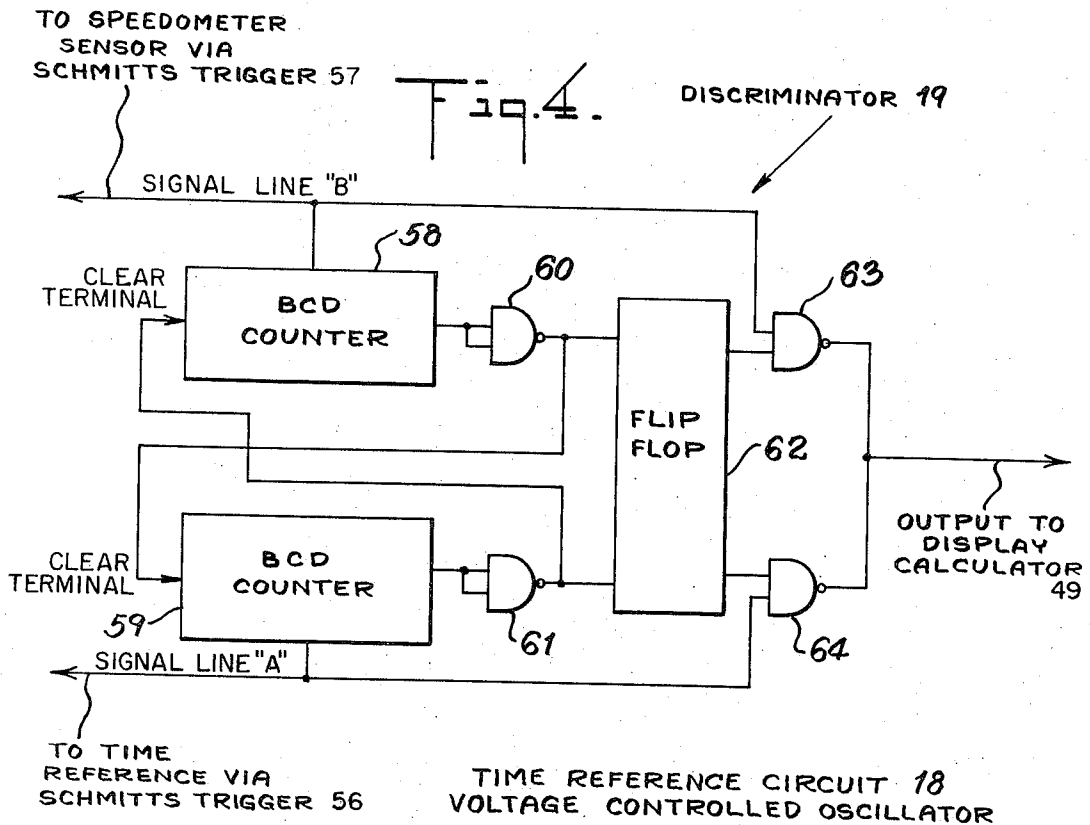 TO SPEEDOMETER
SENSOR VIA
SCHMITTS TRIGGER 57
Fig. 4.
DISCRIMINATOR 19
SIGNAL LINE "B"
58
CLEAR
TERMINAL
BCD
COUNTER
60
63
FLIP
FLOP
62
CLEAR
TERMINAL
BCD
COUNTER
59
61
64
OUTPUT TO
DISPLAY
CALCULATOR
49
SIGNAL LINE "A"
TO TIME
REFERENCE VIA
SCHMITTS TRIGGER 56
TIME REFERENCE CIRCUIT 18
VOLTAGE CONTROLLED OSCILLATOR